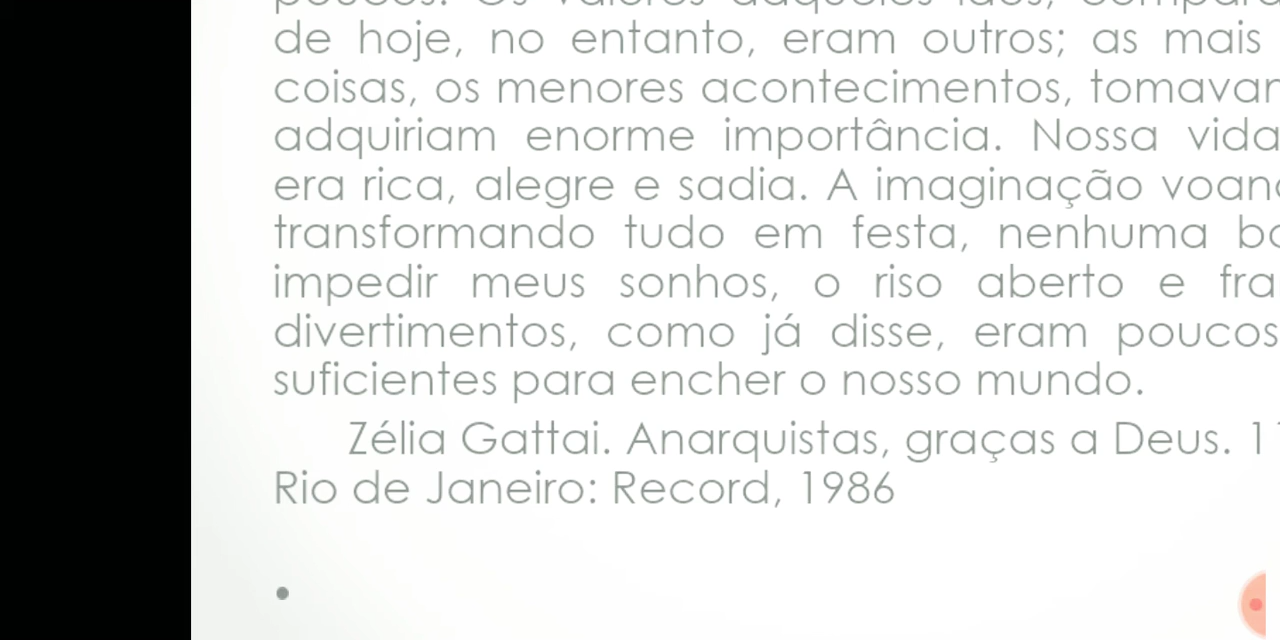 de hoje, no entanto, eram outros; as mais
coisas, os menores acontecimentos,
adquiriam enorme importância. Nossa vida
era rica, alegre e sadia. A imaginação
transformando tudo em festa, nenhuma
impedir meus sonhos, o riso aberto e
divertimentos, como já disse, eram poucos
suficientes para encher o nosso mundo.
Zélia Gattai. Anarquistas, graças a Deus.
Rio de Janeiro: Record, 1986